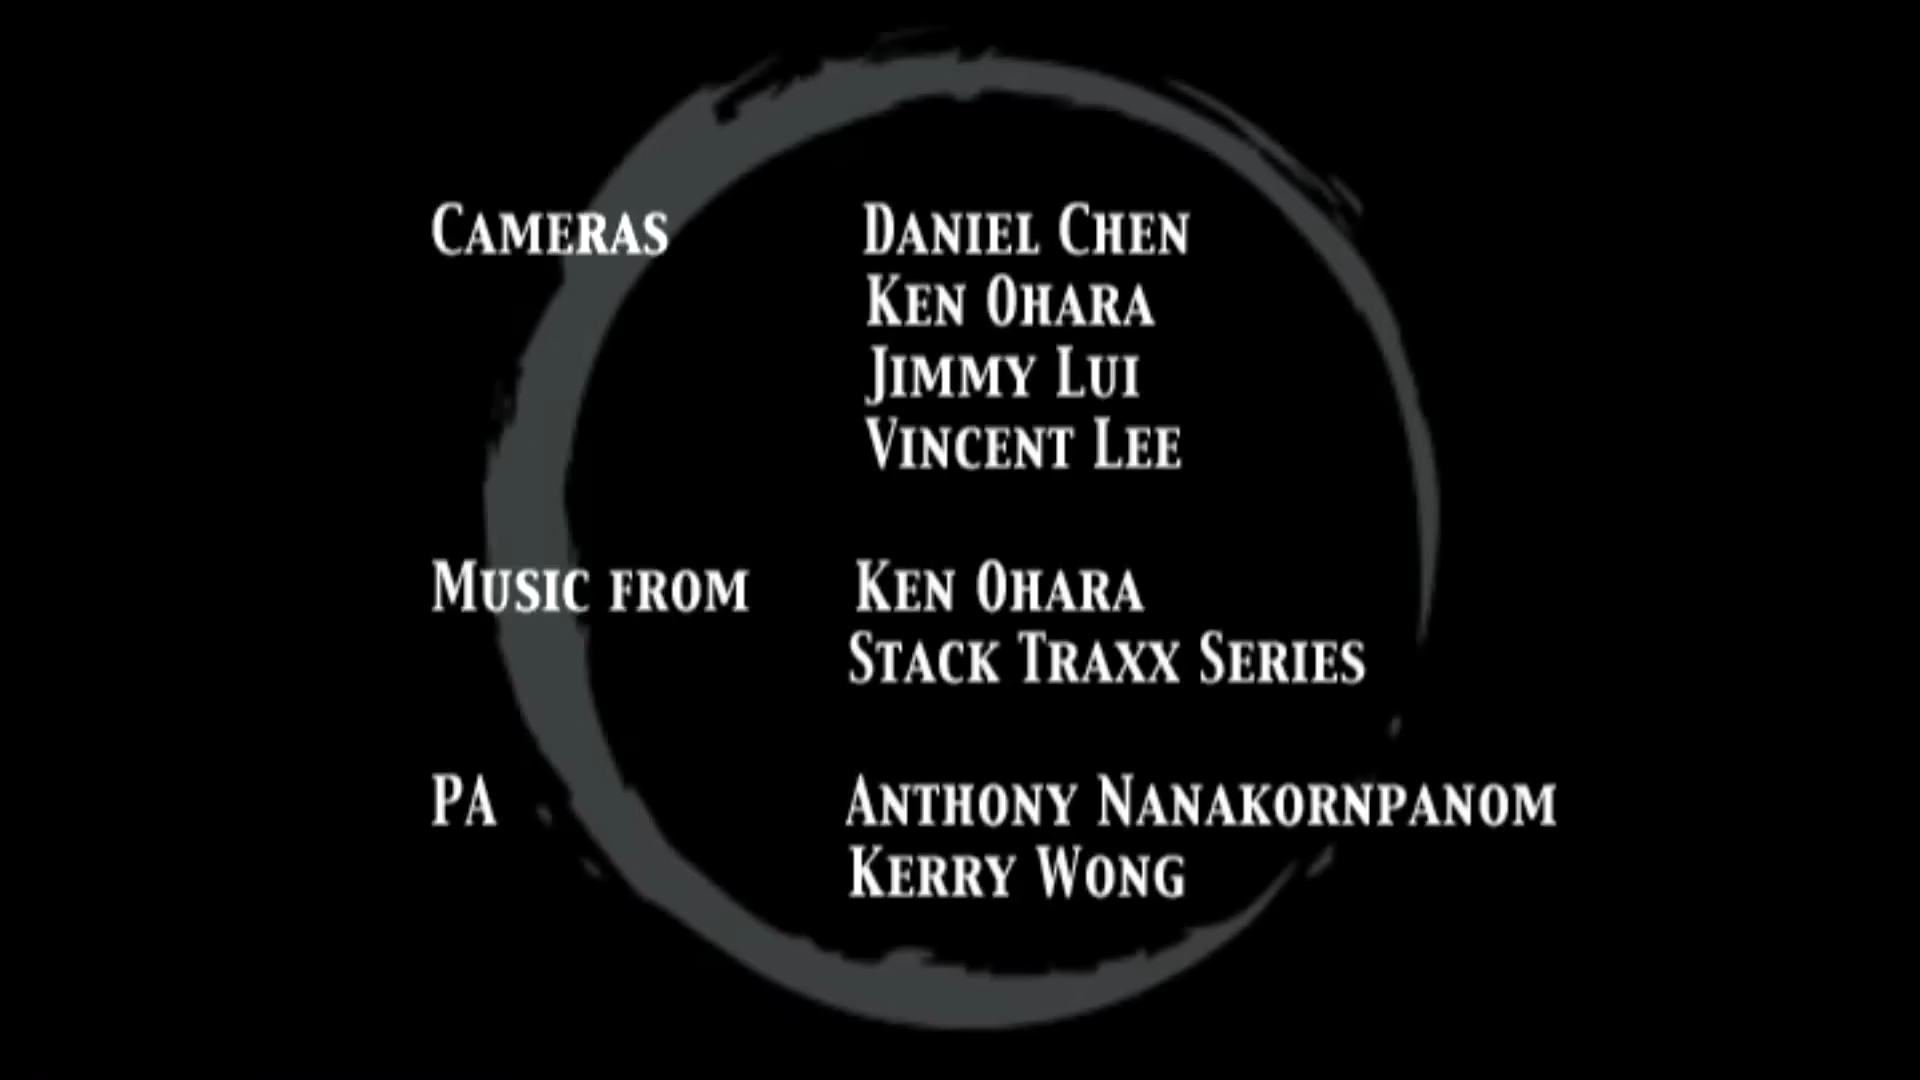 Cameras Daniel Chen
Ken Ohara
Jimmy Lui
Vincent Lee
Music from Ken Ohara
Stack Traxx Series
PA Anthony Nanakornpanom
Kerry Wong